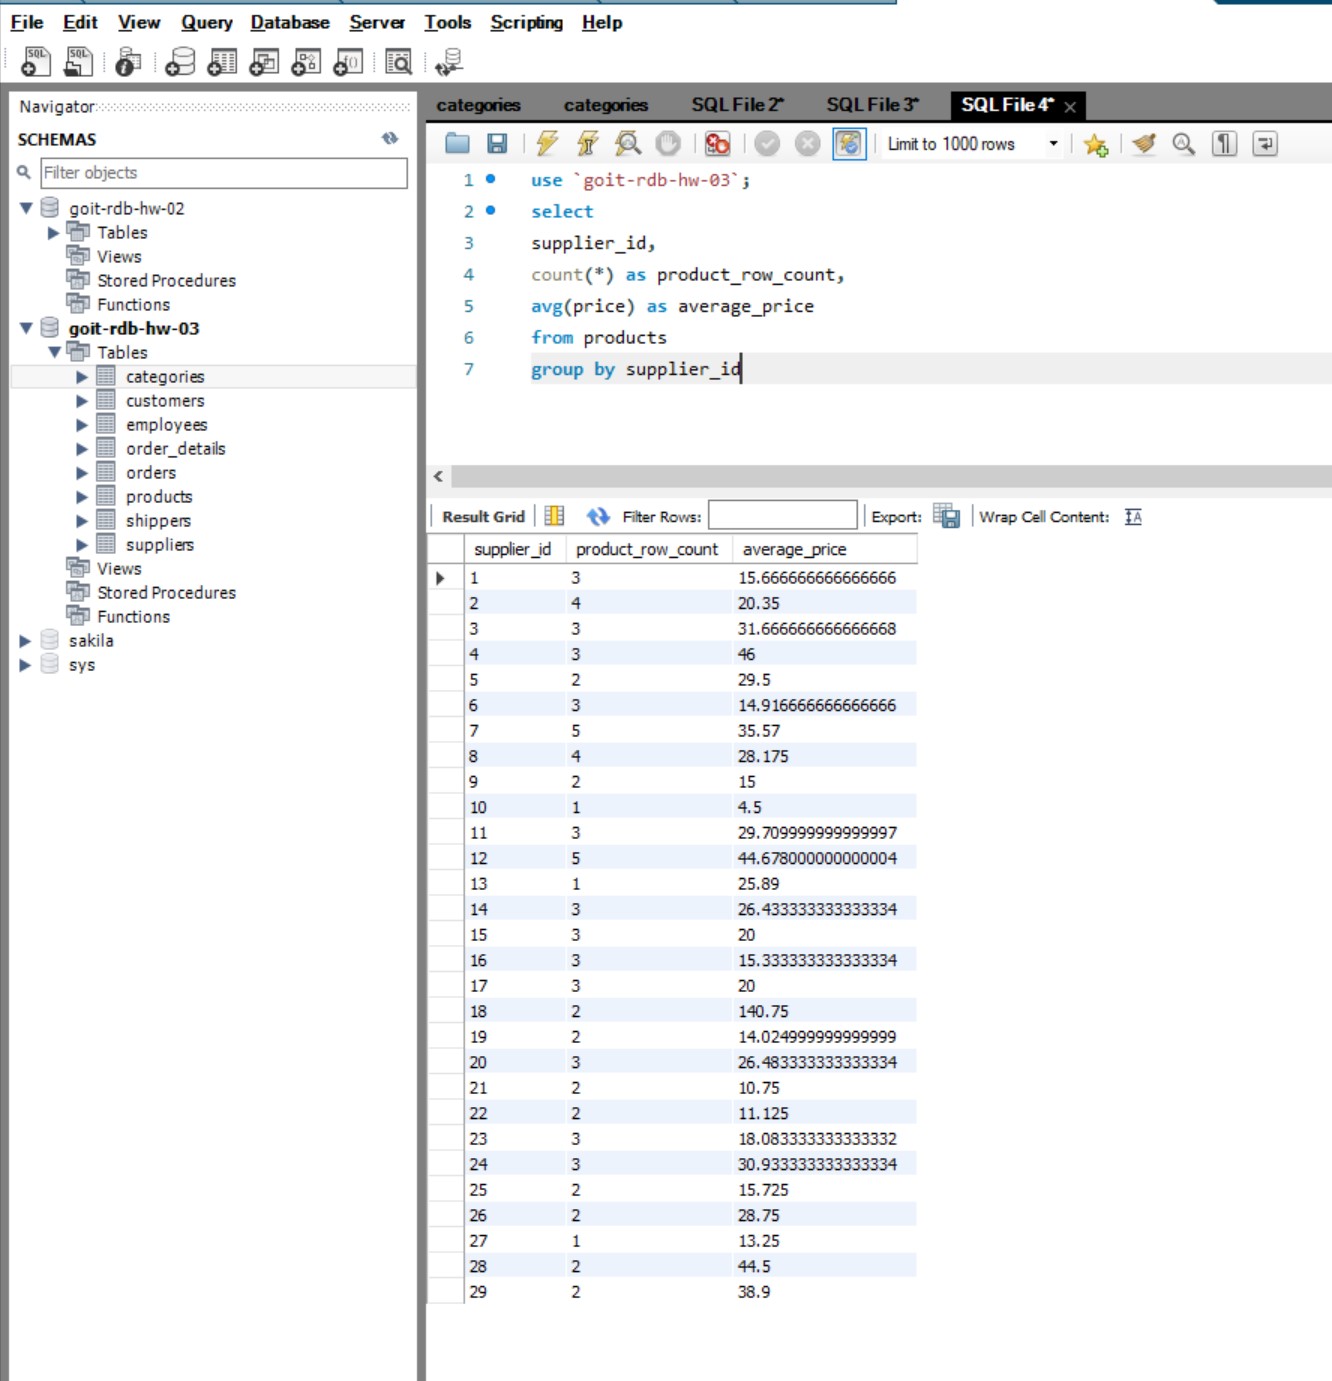 File Edit View Query Database Server Tools Scripting Help
SQL SQL i f()
Navigator
SCHEMAS
Filter objects
goit-rdb-hw-02
Tables
Views
Stored Procedures
Functions
goit-rdb-hw-03
Tables
categories
customers
employees
order_details
orders
products
shippers
suppliers
Views
Stored Procedures
Functions
sakila
sys
categories categories SQL File 2* SQL File 3* SQL File 4*
Limit to 1000 rows
1 use `goit-rdb-hw-03`;
2 select
3 supplier_id,
4 count(*) as product_row_count,
5 avg(price) as average_price
6 from products
7 group by supplier_id
Result Grid Filter Rows: Export: Wrap Cell Content: IA
supplier_id product_row_count average_price
1 3 15.666666666666666
2 4 20.35
3 3 31.666666666666668
4 3 46
5 2 29.5
6 3 14.916666666666666
7 5 35.57
8 4 28.175
9 2 15
10 1 4.5
11 3 29.709999999999997
12 5 44.678000000000004
13 1 25.89
14 3 26.433333333333334
15 3 20
16 3 15.333333333333334
17 3 20
18 2 140.75
19 2 14.024999999999999
20 3 26.483333333333334
21 2 10.75
22 2 11.125
23 3 18.083333333333332
24 3 30.933333333333334
25 2 15.725
26 2 28.75
27 1 13.25
28 2 44.5
29 2 38.9